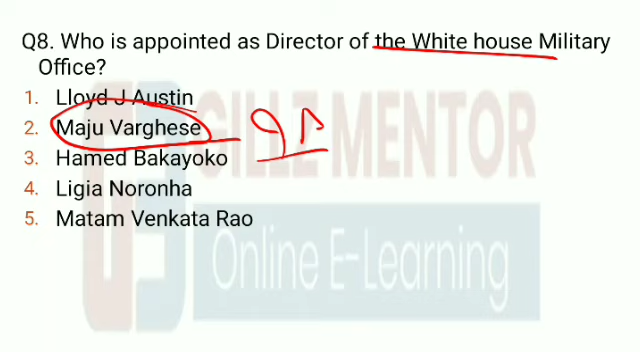 Q8. Who is appointed as Director of the White house Military
Office?
1. Lloyd J Austin
2. Maju Varghese
3. Hamed Bakayoko
4. Ligia Noronha
5. Matam Venkata Rao
MENTOR
Online E-Learning